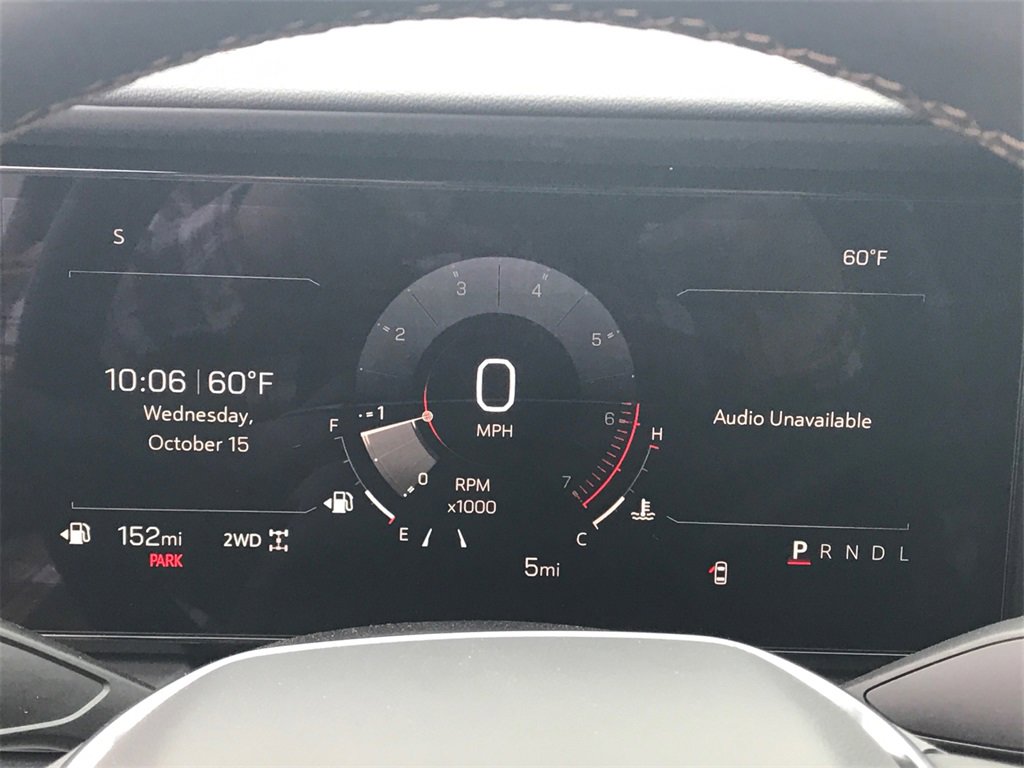 S
60°F
3
4
2
5
10:06 | 60°F
Wednesday,
October 15
0
MPH
1
6
Audio Unavailable
F
H
0
7
RPM
x1000
E
C
152mi
PARK
2WD
5mi
P R N D L